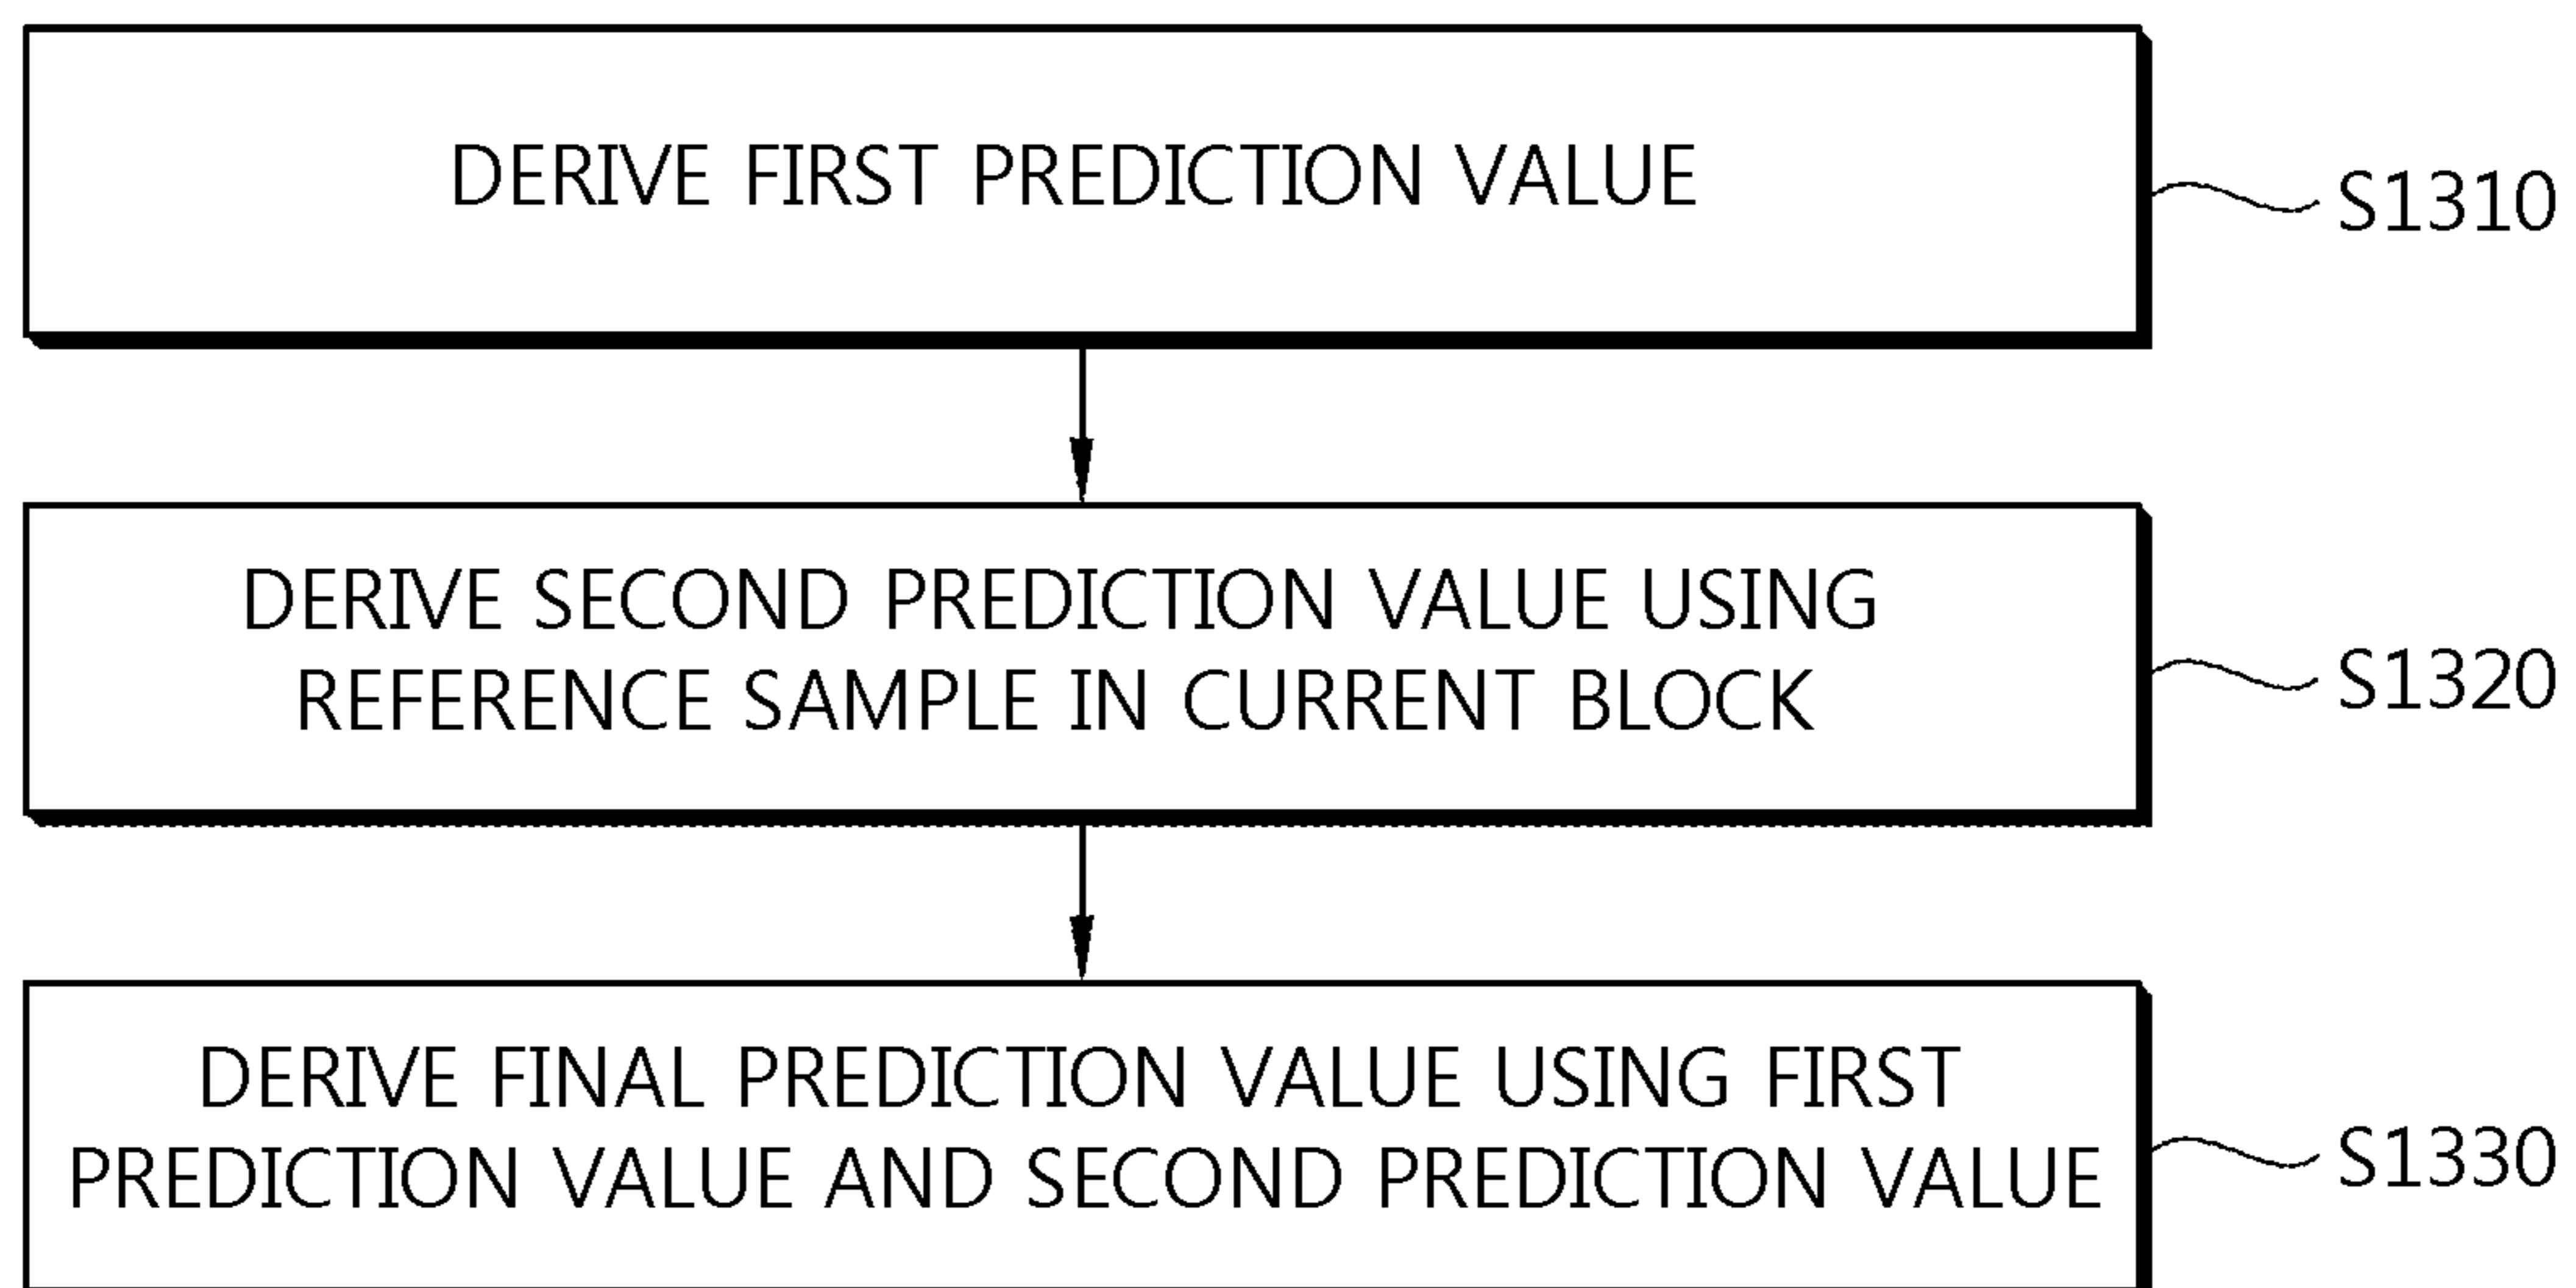 DERIVE FIRST PREDICTION VALUE
S1310
DERIVE SECOND PREDICTION VALUE USING
REFERENCE SAMPLE IN CURRENT BLOCK
S1320
DERIVE FINAL PREDICTION VALUE USING FIRST
PREDICTION VALUE AND SECOND PREDICTION VALUE
S1330